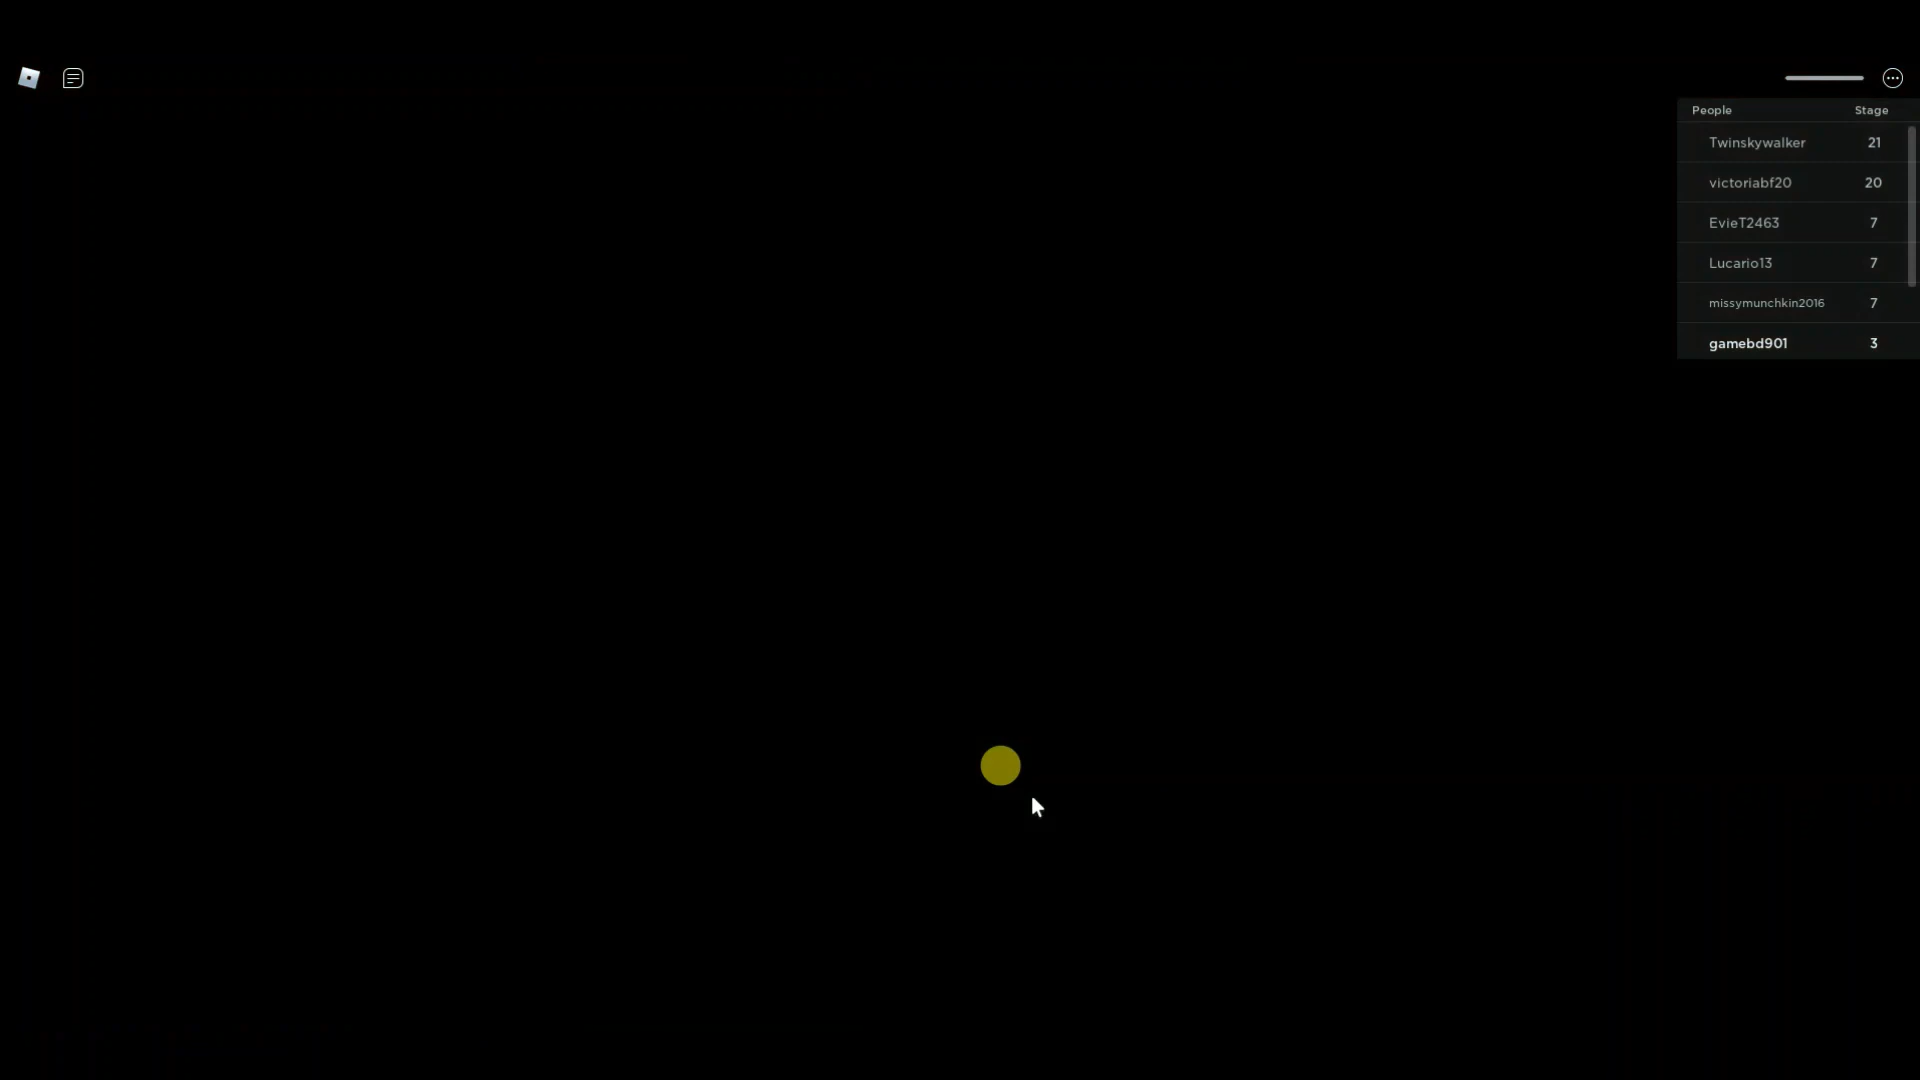 People Stage
Twinskywalker 21
victoriabf20 20
EvieT2463 7
Lucario13 7
missymunchkin2016 7
gamebd901 3